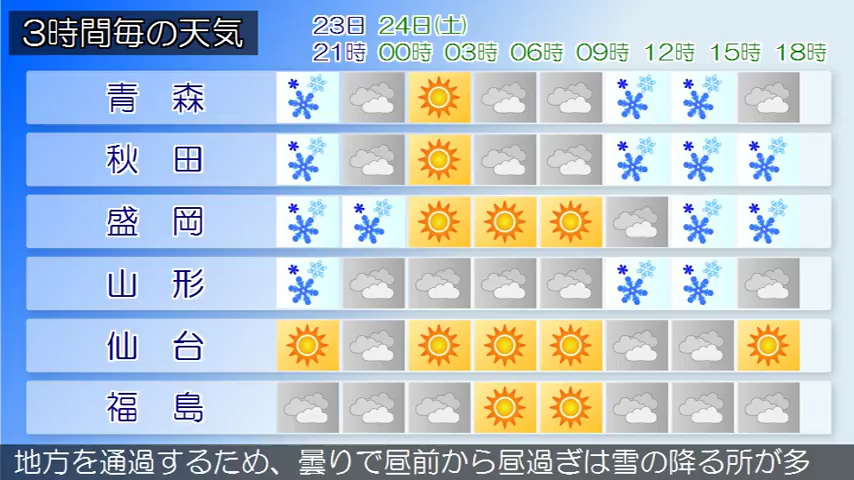 3時間毎の天気
23日 24日(土)
21時 00時 03時 06時 09時 12時 15時 18時
青 森
秋 田
盛 岡
山 形
仙 台
福 島
地方を通過するため、曇りで昼前から昼過ぎは雪の降る所が多